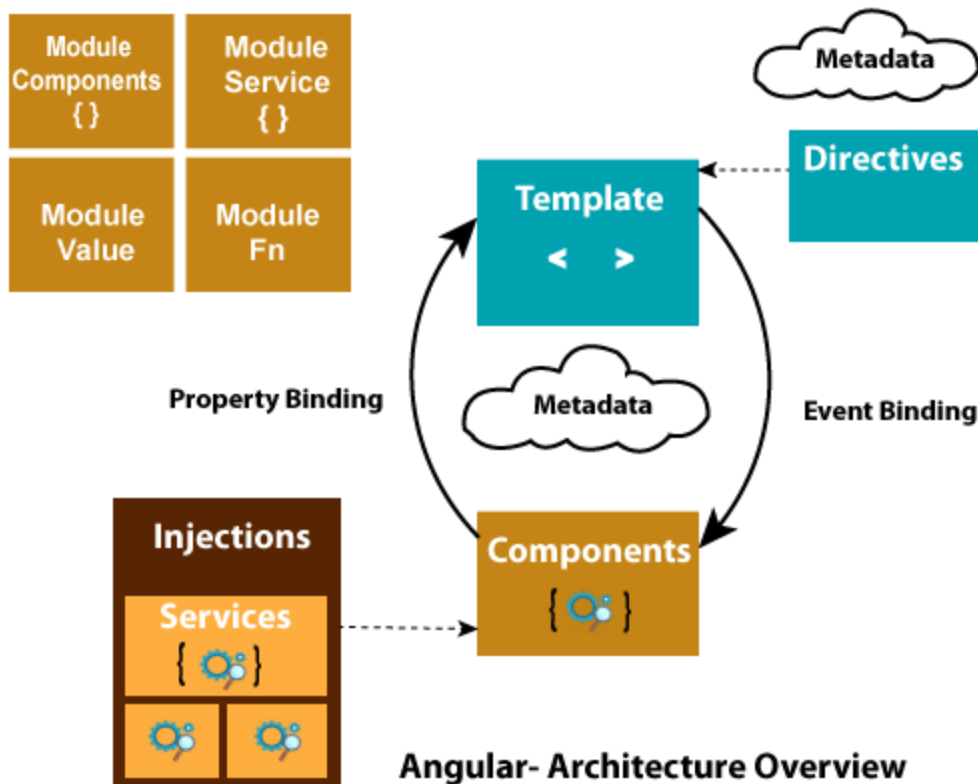 Module
Components
{ }
Module
Service
{ }
Module
Value
Module
Fn
Metadata
Directives
Template
< >
Property Binding
Metadata
Event Binding
Injections
Services
{ }
Components
{ }
Angular- Architecture Overview